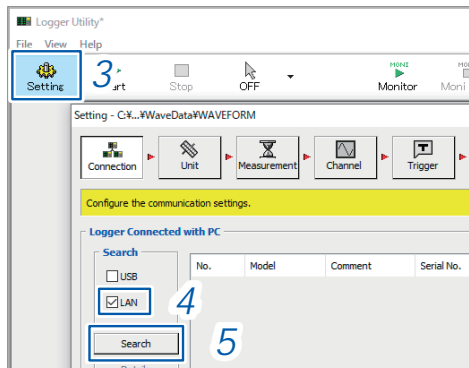 Logger Utility*
File View Help
MONI
Setting 3 Stop OFF Monitor Moni
Setting - C:¥...¥WaveData¥WAVEFORM
Connection Unit Measurement Channel Trigger
Configure the communication settings.
Logger Connected with PC
Search
No. Model Comment Serial No.
USB
LAN 4
Search 5